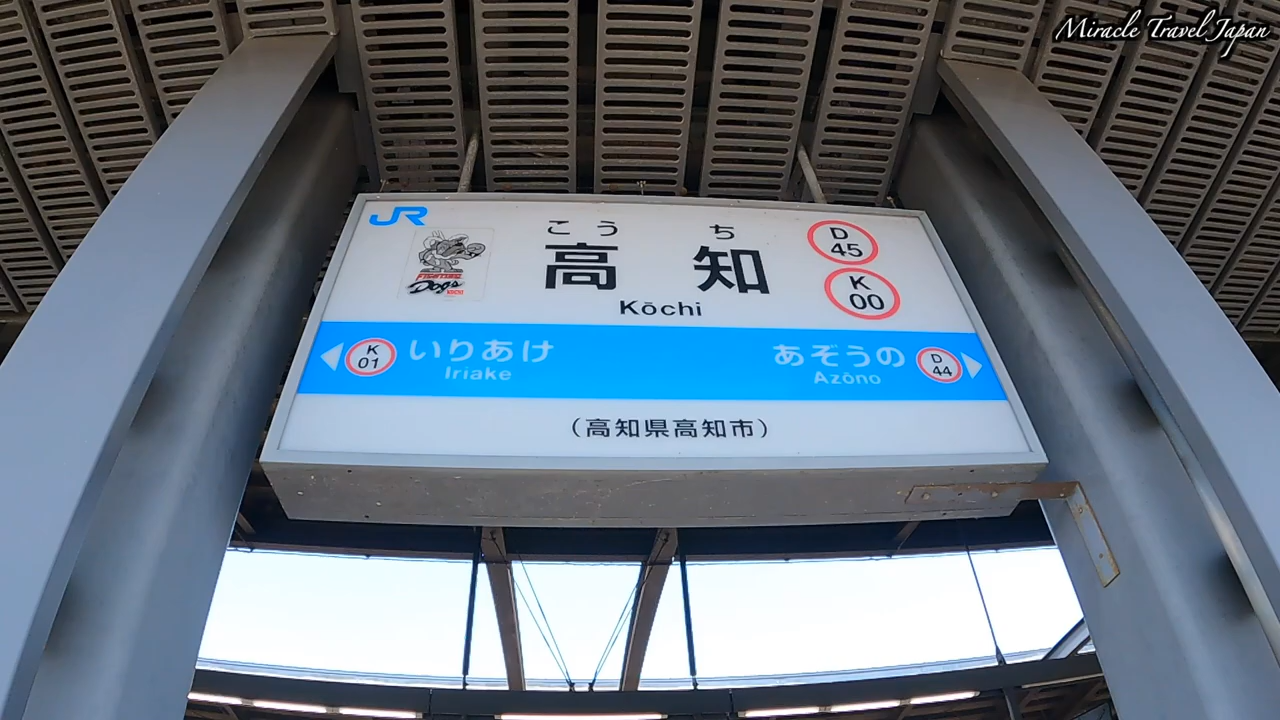 Miracle Travel Japan
JR
こうち
高知
Kōchi
D
45
K
00
Dogs
K
01
いりあけ
Iriake
あぞうの
Azōno
D
44
(高知県高知市)